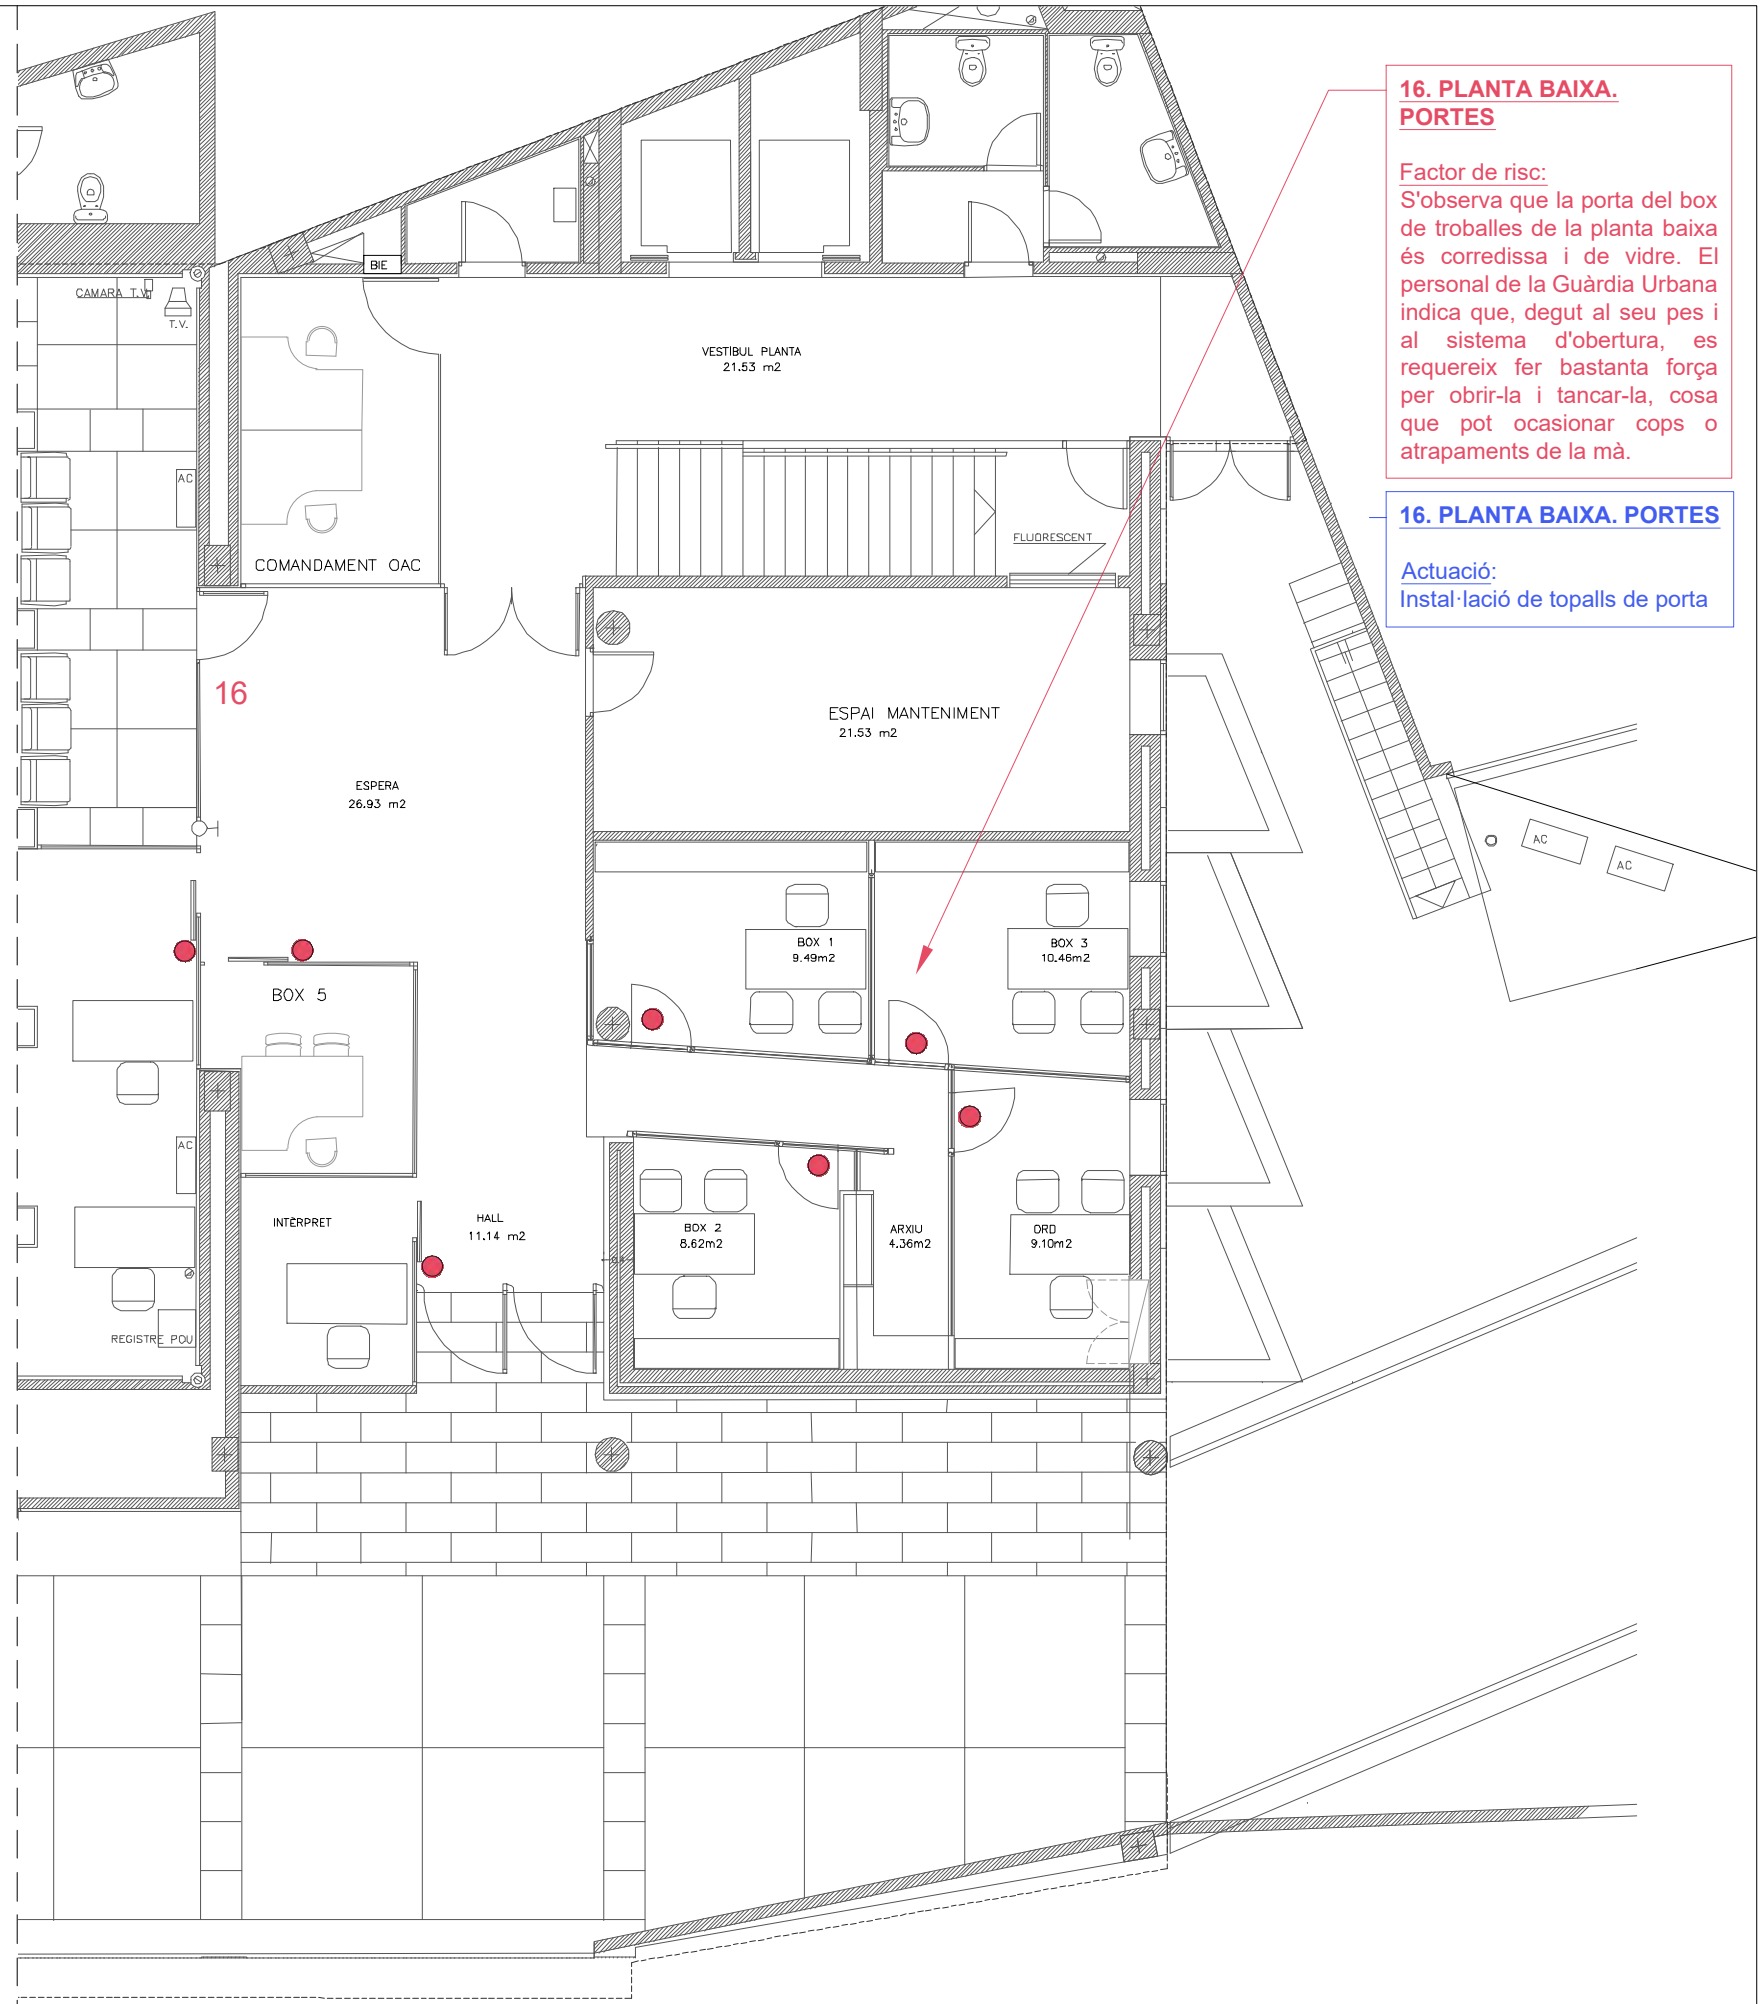 16. PLANTA BAIXA.
PORTES
Factor de risc:
S'observa que la porta del box
de troballes de la planta baixa
és corredissa i de vidre. El
personal de la Guàrdia Urbana
indica que, degut al seu pes i
al sistema d'obertura, es
requereix fer bastanta força
per obrir-la i tancar-la, cosa
que pot ocasionar cops o
atrapaments de la mà.
16. PLANTA BAIXA. PORTES
Actuació:
Instal·lació de topalls de porta
BIE
CAMARA T.V.
T.V.
VESTÍBUL PLANTA
21.53 m2
AC
FLUORESCENT
COMANDAMENT OAC
16
ESPAI MANTENIMENT
21.53 m2
ESPERA
26.93 m2
AC
AC
BOX 1
9.49m2
BOX 3
10.46m2
BOX 5
AC
INTÈRPRET
HALL
11.14 m2
BOX 2
8.62m2
ARXIU
4.36m2
ORD
9.10m2
REGISTRE POU